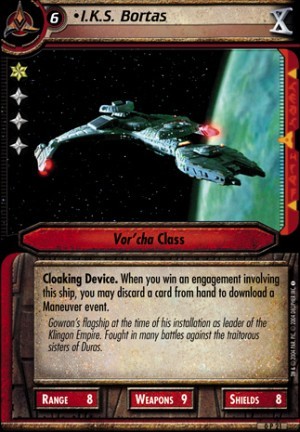 6
•I.K.S. Bortas
Vor'cha Class
Cloaking Device. When you win an engagement involving
this ship, you may discard a card from hand to download a
Maneuver event.
Gowron's flagship at the time of his installation as leader of the
Klingon Empire. Fought in many battles against the traitorous
sisters of Duras.
RANGE 8
WEAPONS 9
SHIELDS 8